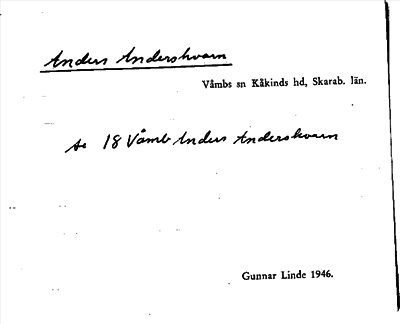 Anders Anderskvarn
Våmbs sn Kåkinds hd, Skarab. län.
se 18 Våmb Anders Anderskvarn
Gunnar Linde 1946.